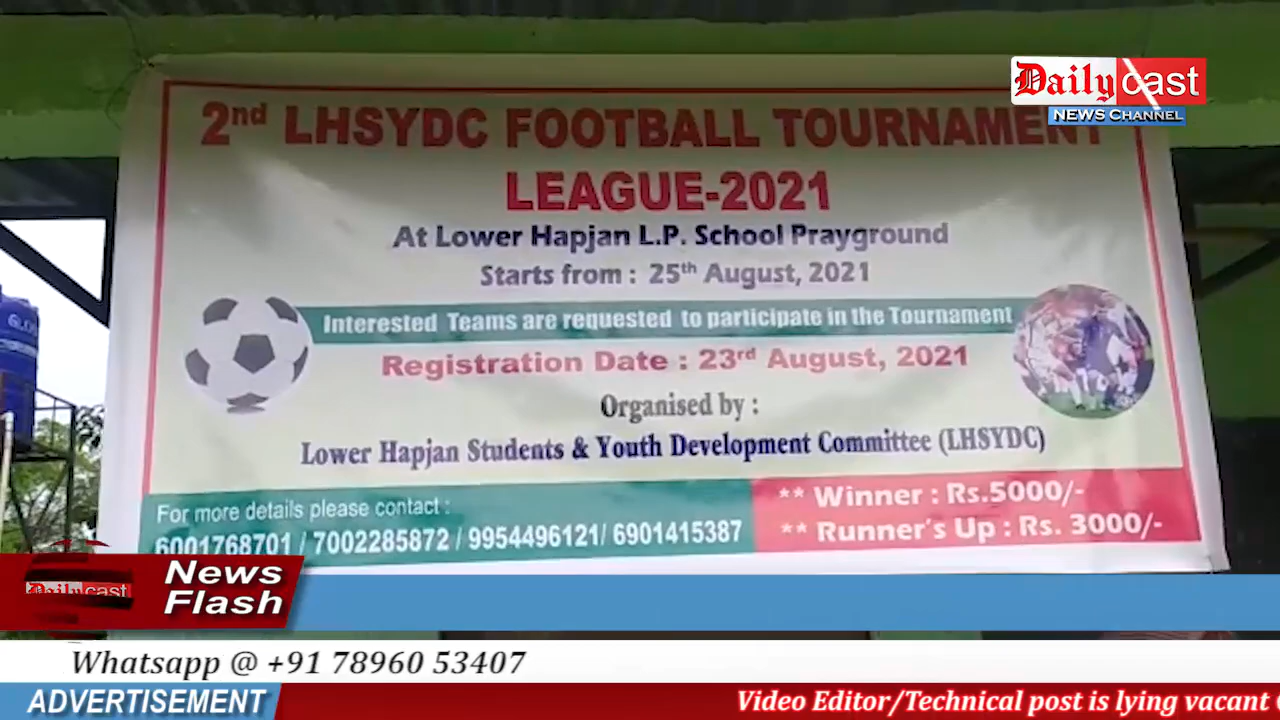 Dailycast
NEWS CHANNEL
2nd LHSYDC FOOTBALL TOURNAMENT
LEAGUE-2021
At Lower Hapjan L.P. School Prayground
Starts from : 25th August, 2021
Interested Teams are requested to participate in the Tournament
Registration Date : 23rd August, 2021
Organised by :
Lower Hapjan Students & Youth Development Committee (LHSYDC)
For more details please contact :
6001768701 / 7002285872 / 9954496121/ 6901415387
** Winner : Rs.5000/-
** Runner's Up : Rs. 3000/-
Dailycast
News
Flash
Whatsapp @ +91 78960 53407
ADVERTISEMENT
Video Editor/Technical post is lying vacant